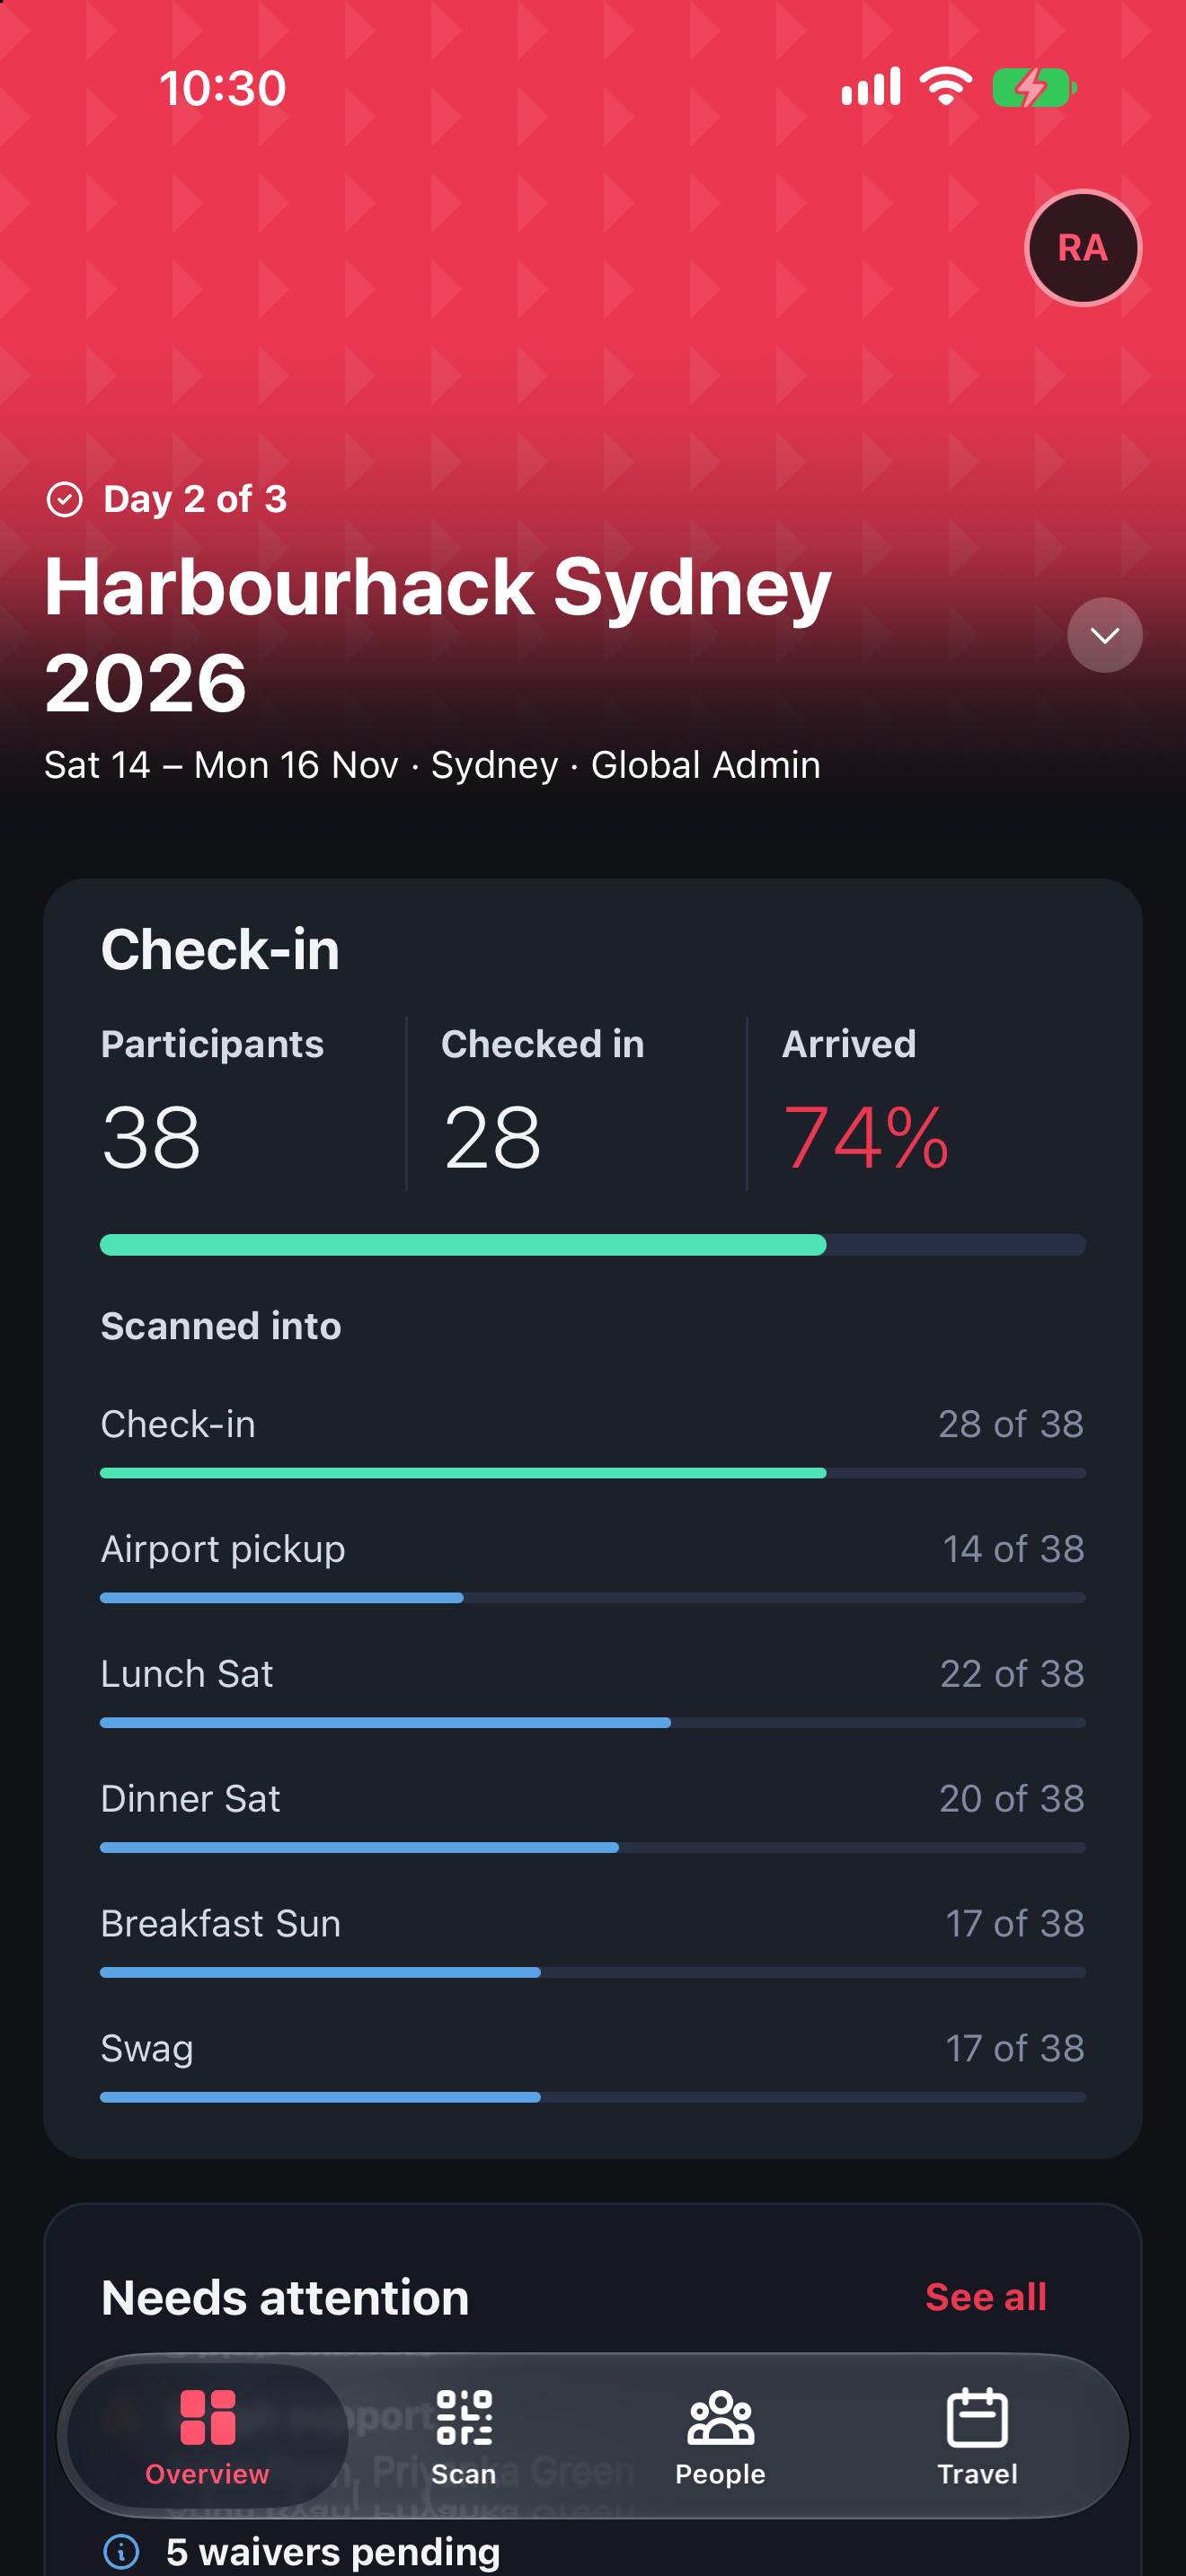 10:30
RA
Day 2 of 3
Harbourhack Sydney
2026
Sat 14 – Mon 16 Nov · Sydney · Global Admin
Check-in
Participants
38
Checked in
28
Arrived
74%
Scanned into
Check-in 28 of 38
Airport pickup 14 of 38
Lunch Sat 22 of 38
Dinner Sat 20 of 38
Breakfast Sun 17 of 38
Swag 17 of 38
Needs attention See all
Green
Overview Scan People Travel
5 waivers pending